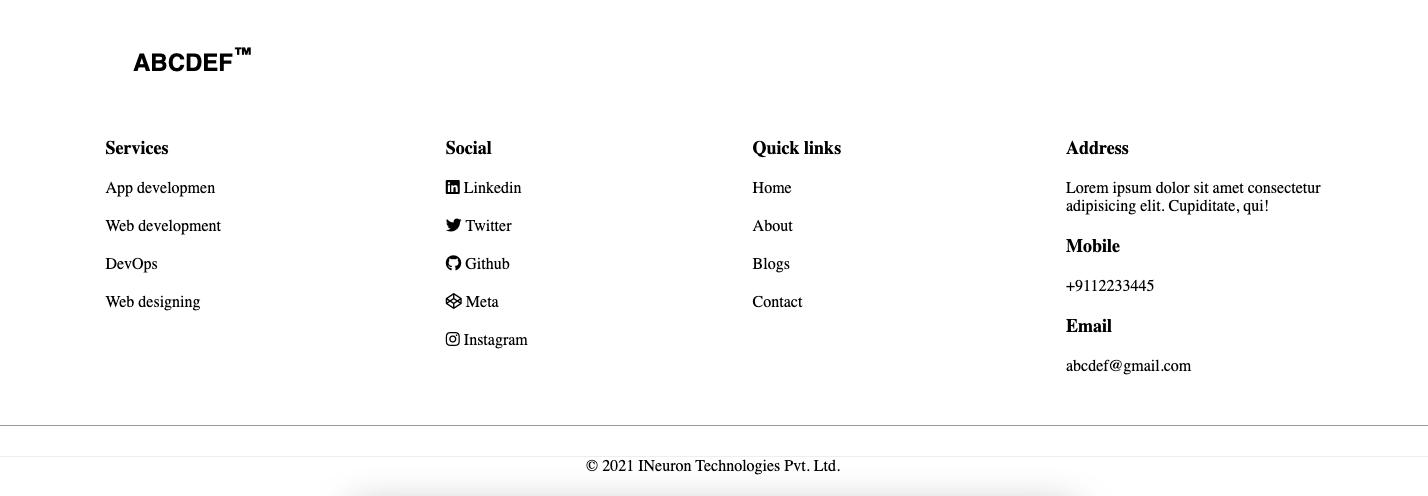 ABCDEF™
Services
App developmen
Web development
DevOps
Web designing
Social
Linkedin
Twitter
Github
Meta
Instagram
Quick links
Home
About
Blogs
Contact
Address
Lorem ipsum dolor sit amet consectetur
adipisicing elit. Cupiditate, qui!
Mobile
+9112233445
Email
abcdef@gmail.com
© 2021 INeuron Technologies Pvt. Ltd.